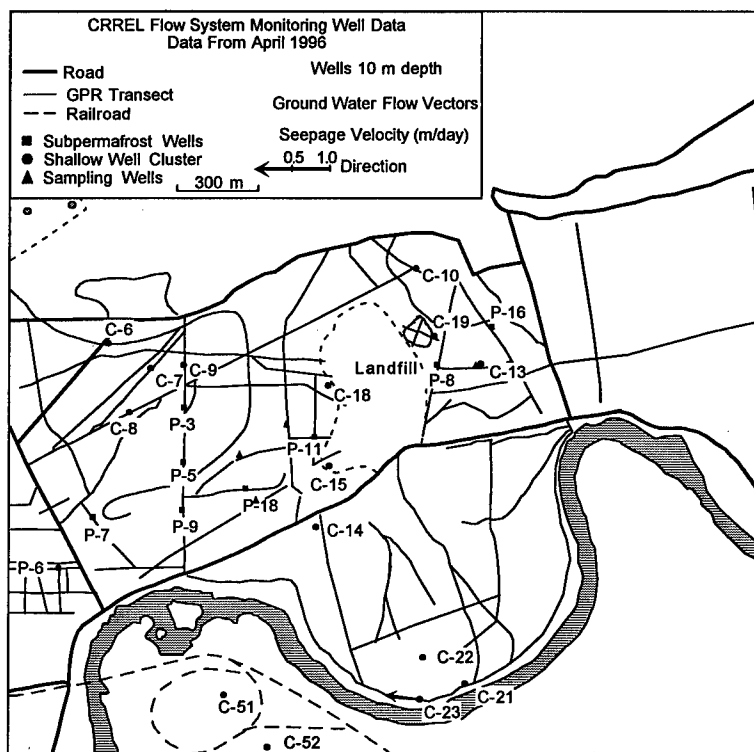 CRREL Flow System Monitoring Well Data
Data From April 1996
Road
Wells 10 m depth
GPR Transect
Ground Water Flow Vectors
Railroad
Seepage Velocity (m/day)
Subpermafrost Wells
0.5 1.0
Shallow Well Cluster
Direction
Sampling Wells
300 m
C-10
P-16
C-6
C-19
Landfill
C-9
C-7
P-8
C-13
C-18
P-3
C-8
P-11
P-5
C-15
P-18
P-9
P-7
C-14
P-6
C-22
C-21
C-51
C-23
C-52